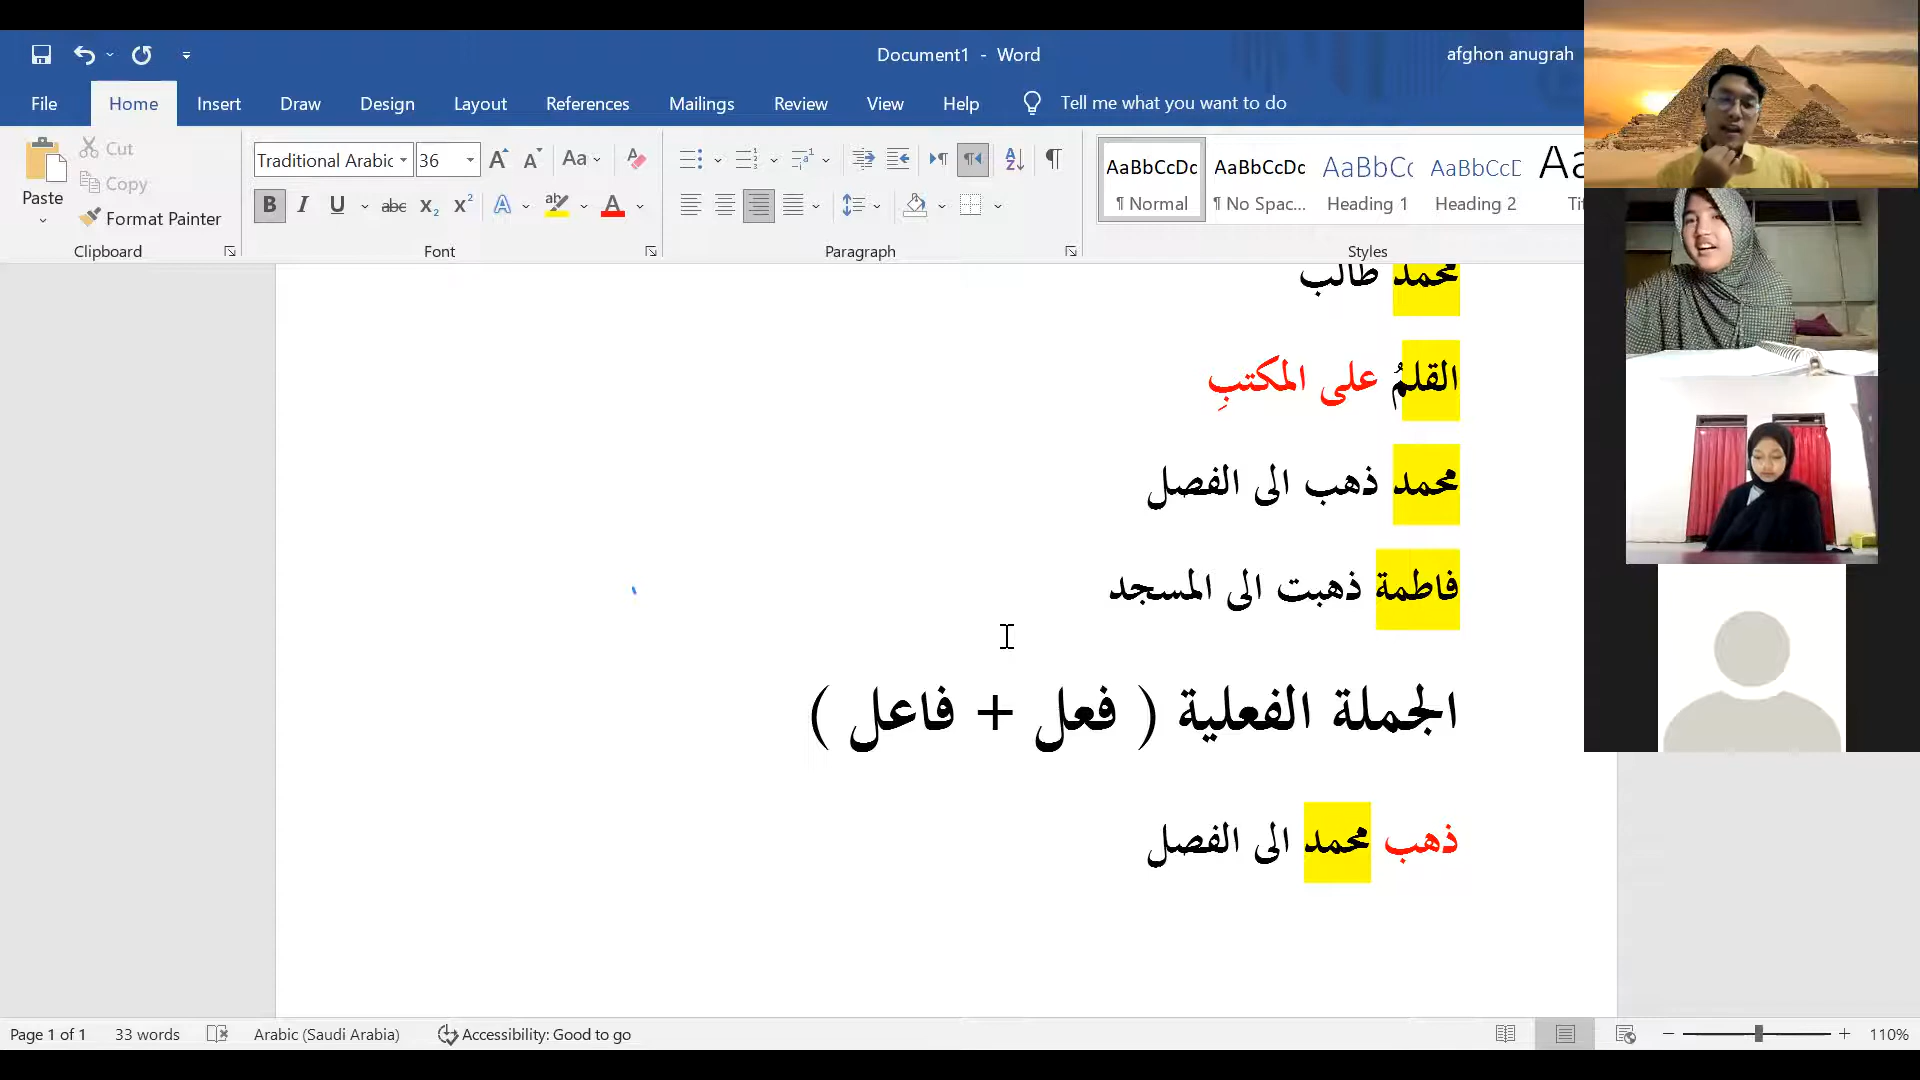 Document1 - Word
afghon anugrah
File Home Insert Draw Design Layout References Mailings Review View Help Tell me what you want to do
Paste
Cut
Copy
Format Painter
Clipboard
Traditional Arabic 36
Font
Paragraph
AaBbCcDc AaBbCcDc AaBbCc AaBbCcD Aa
¶ Normal ¶ No Spac... Heading 1 Heading 2
Styles
محمد طالب
القلمُ على المكتبِ
محمد ذهب الى الفصل
فاطمة ذهبت الى المسجد
الجملة الفعلية ( فعل + فاعل )
ذهب محمد الى الفصل
Page 1 of 1 33 words Arabic (Saudi Arabia) Accessibility: Good to go 110%